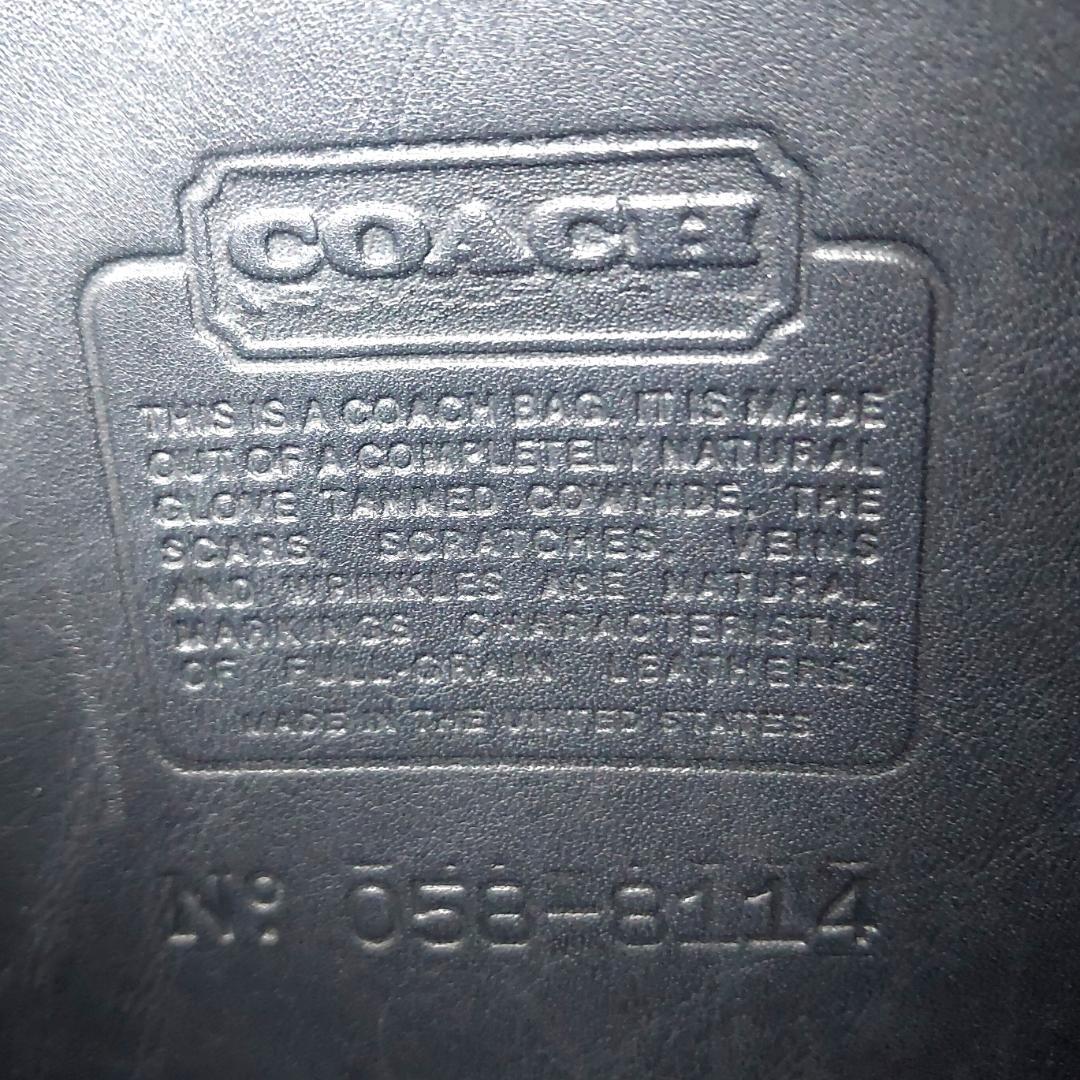 COACH
THIS IS A COACH BAG. IT IS MADE
OUT OF A COMPLETELY NATURAL
GLOVE TANNED COWHIDE. THE
SCARS, SCRATCHES, VEINS
AND WRINKLES ARE NATURAL
MARKINGS CHARACTERISTIC
OF FULL-GRAIN LEATHERS.
MADE IN THE UNITED STATES
Nº 058-8114